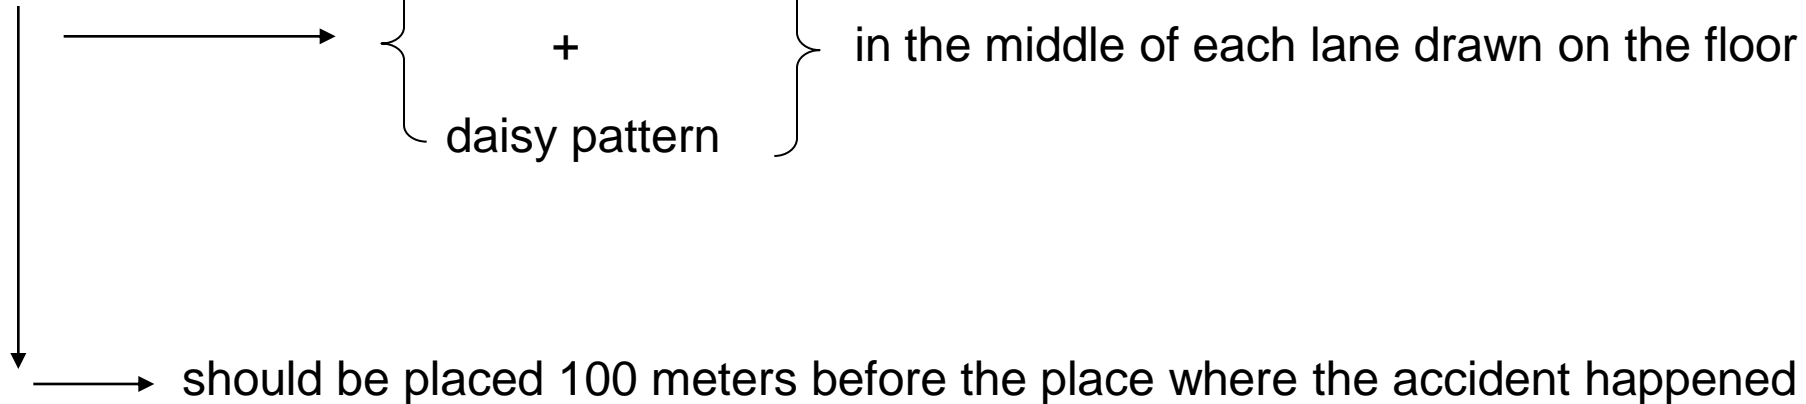 +
in the middle of each lane drawn on the floor
daisy pattern
should be placed 100 meters before the place where the accident happened